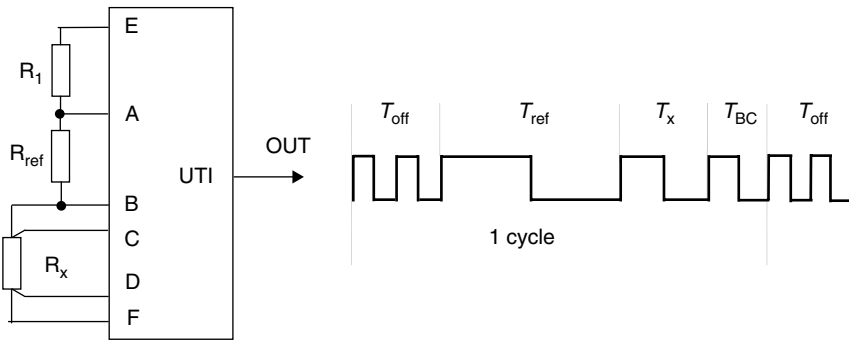 E
R1
A
Rref
UTI
OUT
B
C
Rx
D
F
Toff Tref Tx TBC Toff
1 cycle